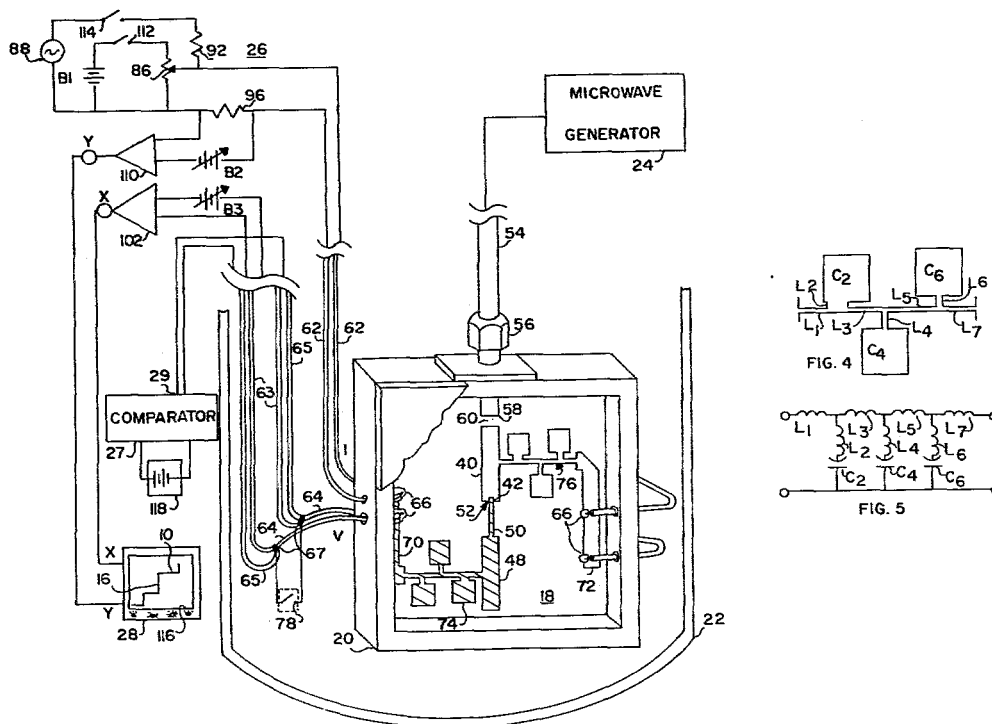 114
112
88
92
26
B1
86
96
Y
110
B2
X
B3
102
MICROWAVE
GENERATOR
24
54
56
62
62
65
63
29
COMPARATOR
27
118
I
60
58
40
42
76
66
52
50
66
64
64
67
V
70
48
18
72
65
X
10
16
Y
28
116
78
74
20
22
L2
C2
C6
L6
L5
L1
L3
L4
L7
C4
FIG. 4
L1
L3
L5
L7
L2
L4
L6
C2
C4
C6
FIG. 5